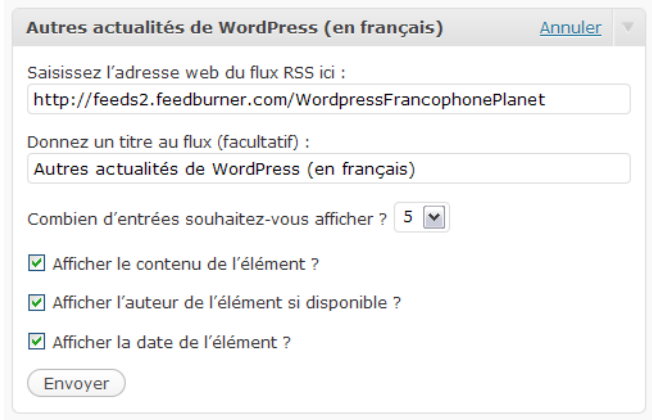 Autres actualités de WordPress (en français) Annuler
Saisissez l'adresse web du flux RSS ici :
http://feeds2.feedburner.com/WordpressFrancophonePlanet
Donnez un titre au flux (facultatif) :
Autres actualités de WordPress (en français)
Combien d'entrées souhaitez-vous afficher ? 5
Afficher le contenu de l'élément ?
Afficher l'auteur de l'élément si disponible ?
Afficher la date de l'élément ?
Envoyer